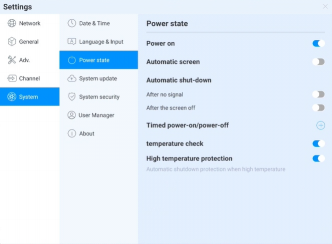 Settings
Network
General
Adv.
Channel
System
Date & Time
Language & Input
Power state
System update
System security
User Manager
About
Power state
Power on
Automatic screen
Automatic shut-down
After no signal
After the screen off
Timed power-on/power-off
temperature check
High temperature protection
Automatic shutdown protection when high temperature